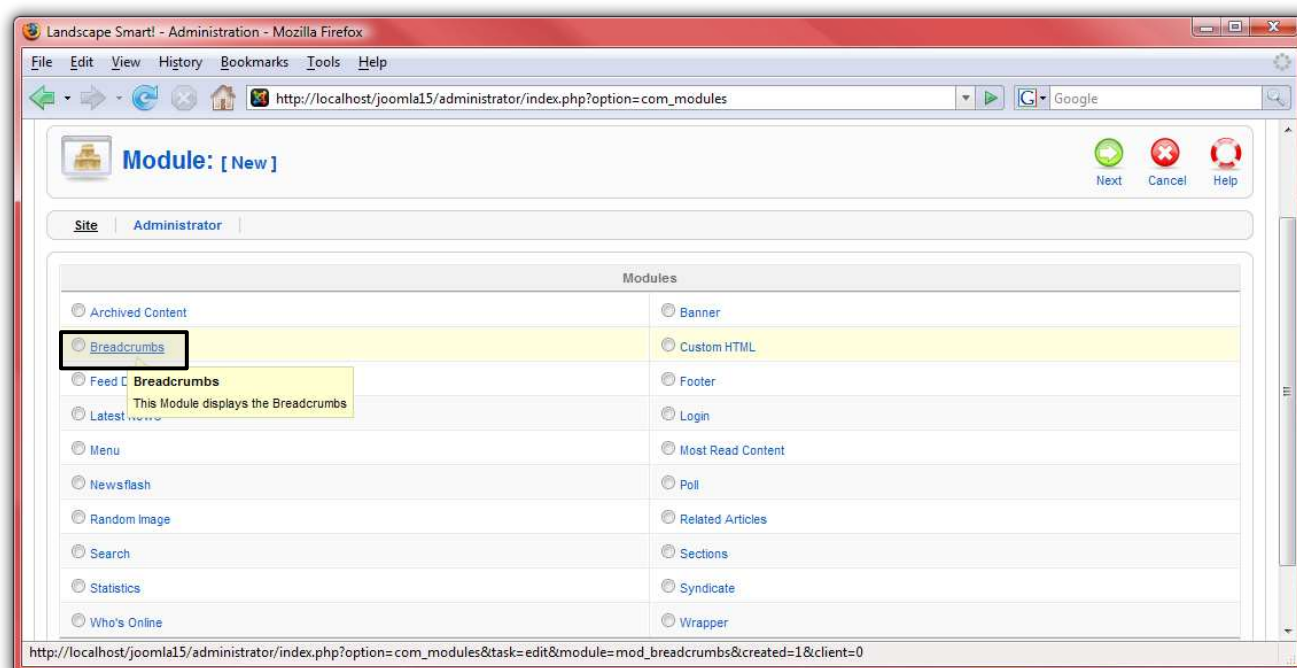 Landscape Smart! - Administration - Mozilla Firefox
File Edit View History Bookmarks Tools Help
http://localhost/joomla15/administrator/index.php?option=com_modules
G Google
Module: [ New ]
Next Cancel Help
Site Administrator
Modules
Archived Content Banner
Breadcrumbs Custom HTML
Feed Footer
Breadcrumbs
This Module displays the Breadcrumbs
Latest Login
Menu Most Read Content
Newsflash Poll
Random Image Related Articles
Search Sections
Statistics Syndicate
Who's Online Wrapper
http://localhost/joomla15/administrator/index.php?option=com_modules&task=edit&module=mod_breadcrumbs&created=1&client=0